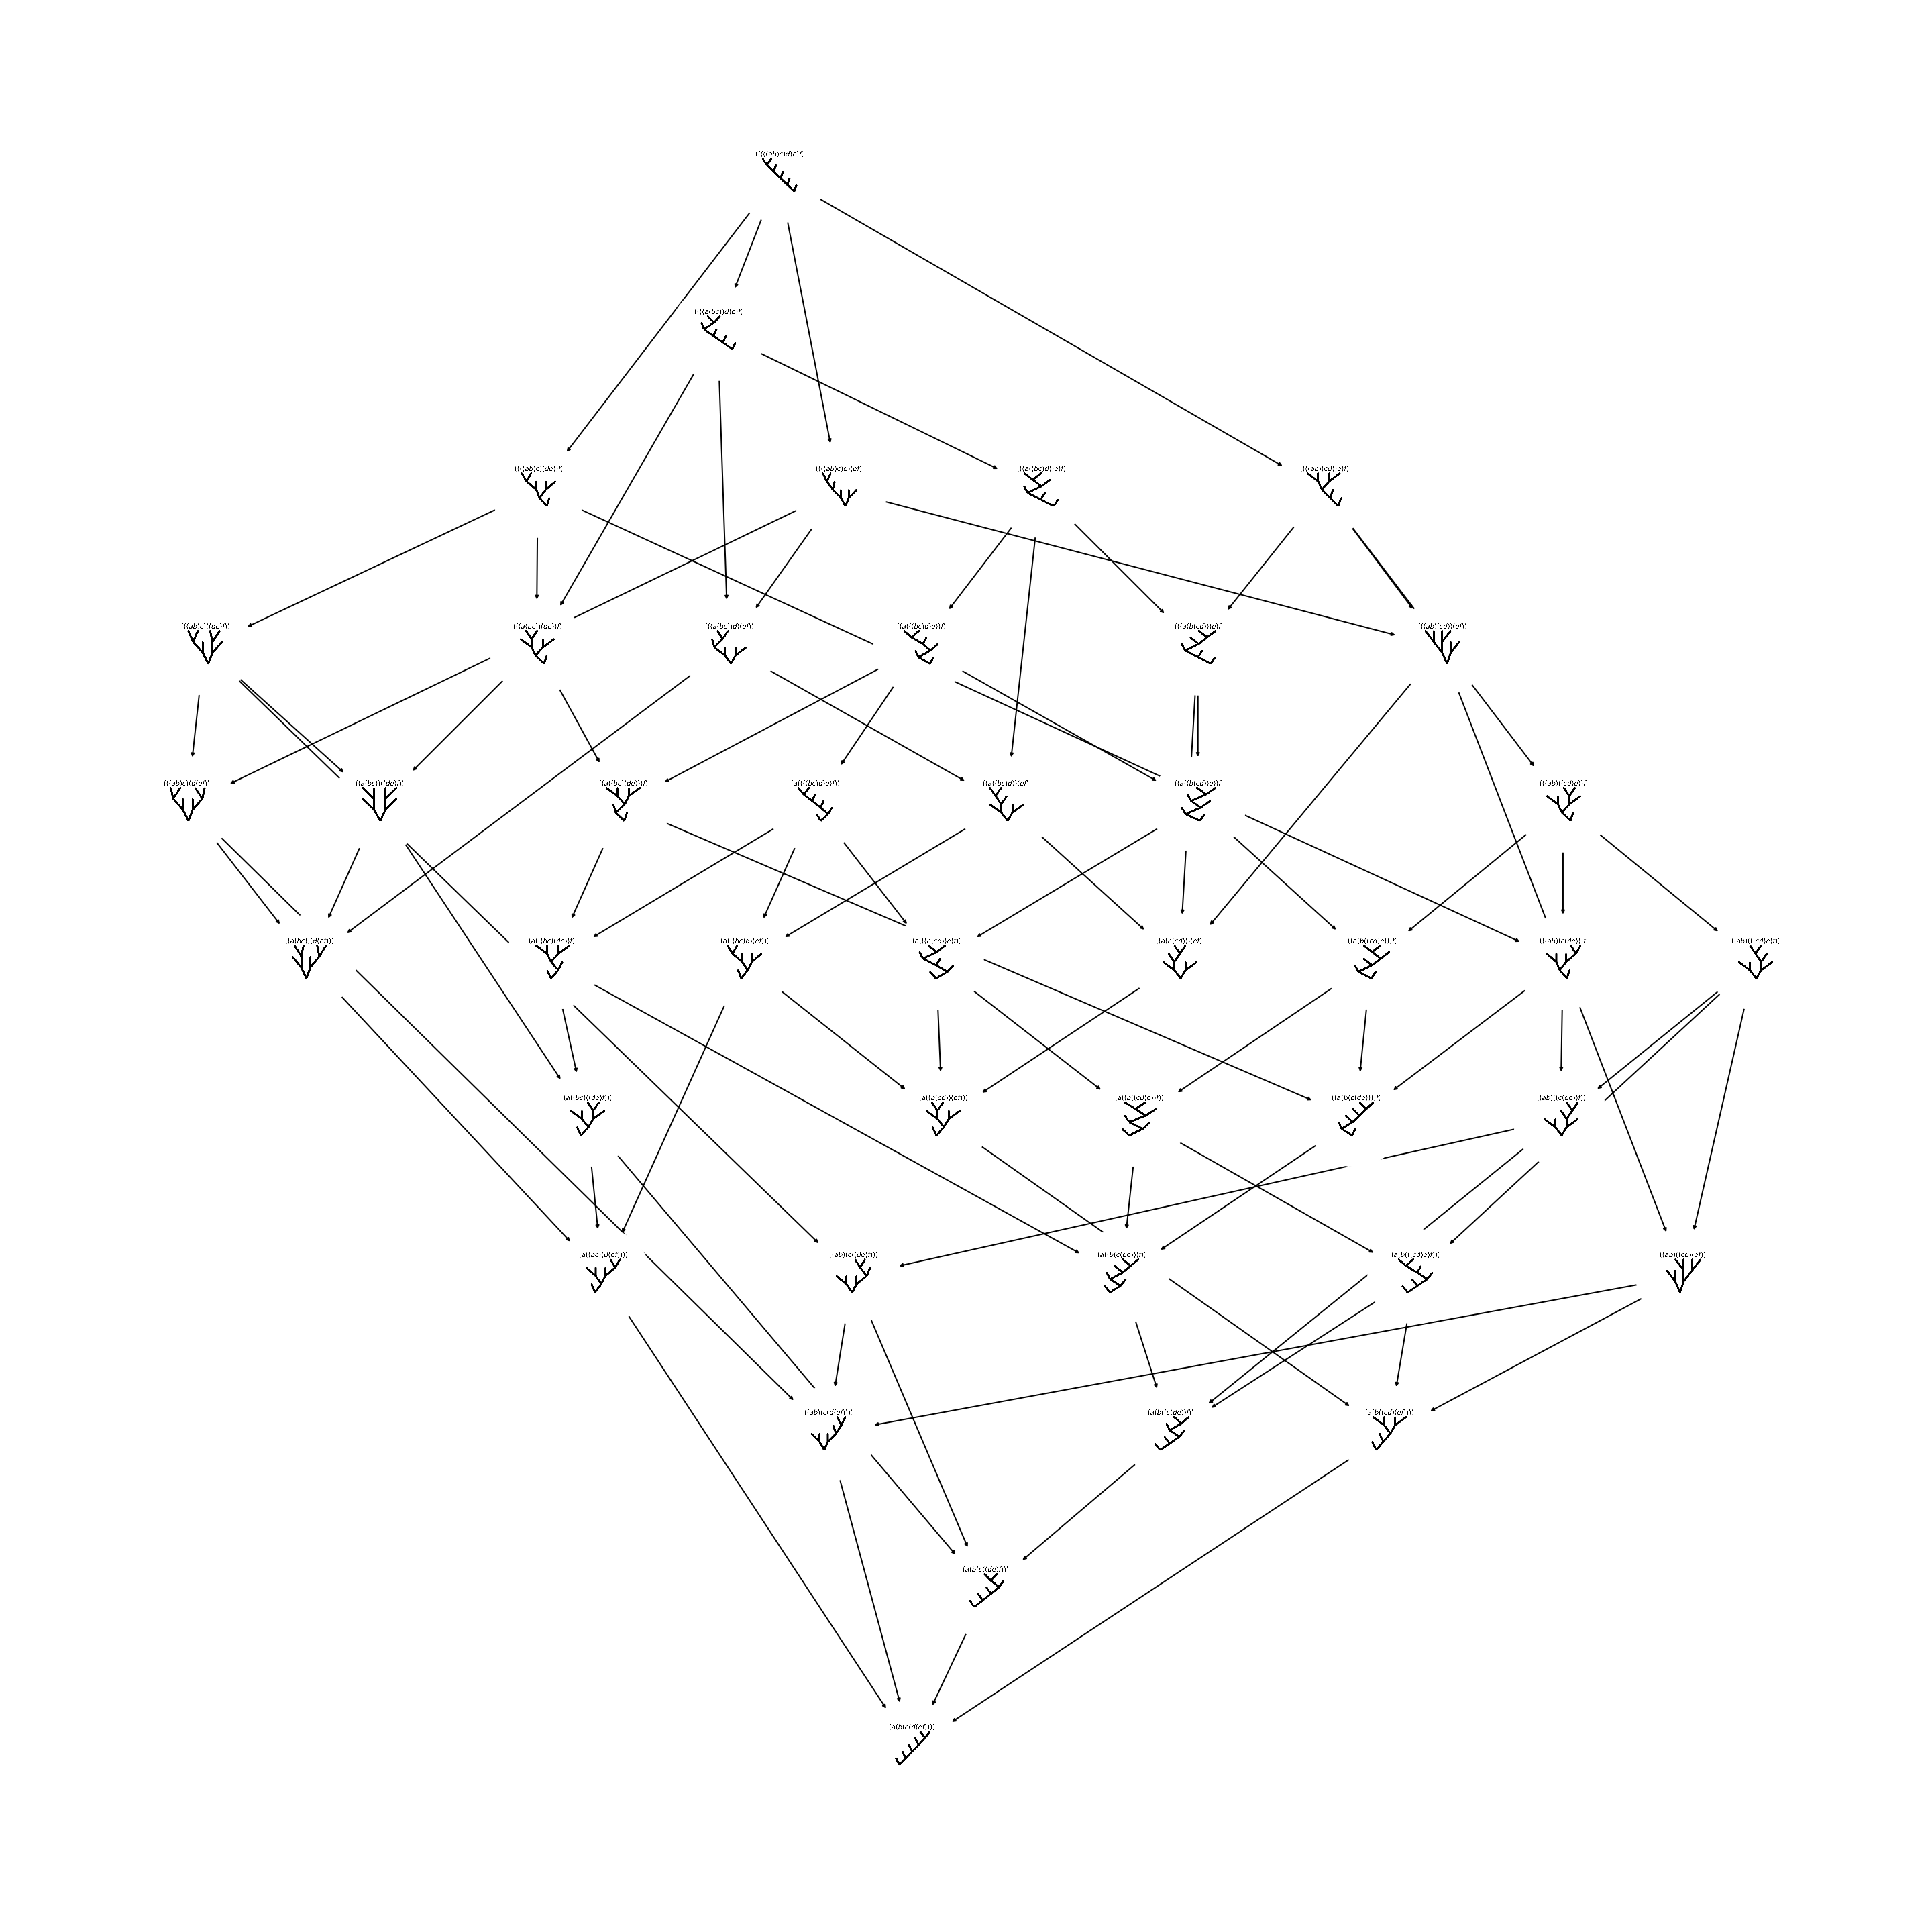 (((((ab)c)d)e)f)
((((a(bc))d)e)f)
((((ab)c)(de))f) ((((ab)c)d)(ef)) (((a((bc)d))e)f) ((((ab)(cd))e)f)
(((ab)c)((de)f)) (((a(bc))(de))f) (((a(bc))d)(ef)) ((a(((bc)d)e))f) (((a(b(cd)))e)f) (((ab)(cd))(ef))
(((ab)c)(d(ef))) ((a(bc))((de)f)) ((a((bc)(de)))f) (a((((bc)d)e)f)) ((a((bc)d))(ef)) ((a((b(cd))e))f) (((ab)((cd)e))f)
((a(bc))(d(ef))) (a(((bc)(de))f)) (a(((bc)d)(ef))) (a(((b(cd))e)f)) ((a(b(cd)))(ef)) ((a(b((cd)e)))f) (((ab)(c(de)))f) ((ab)(((cd)e)f))
(a((bc)((de)f))) (a((b(cd))(ef))) (a((b((cd)e))f)) ((a(b(c(de))))f) ((ab)((c(de))f))
(a((bc)(d(ef)))) ((ab)(c((de)f))) (a((b(c(de)))f)) (a(b(((cd)e)f))) ((ab)((cd)(ef)))
((ab)(c(d(ef)))) (a(b((c(de))f))) (a(b((cd)(ef))))
(a(b(c((de)f))))
(a(b(c(d(ef)))))